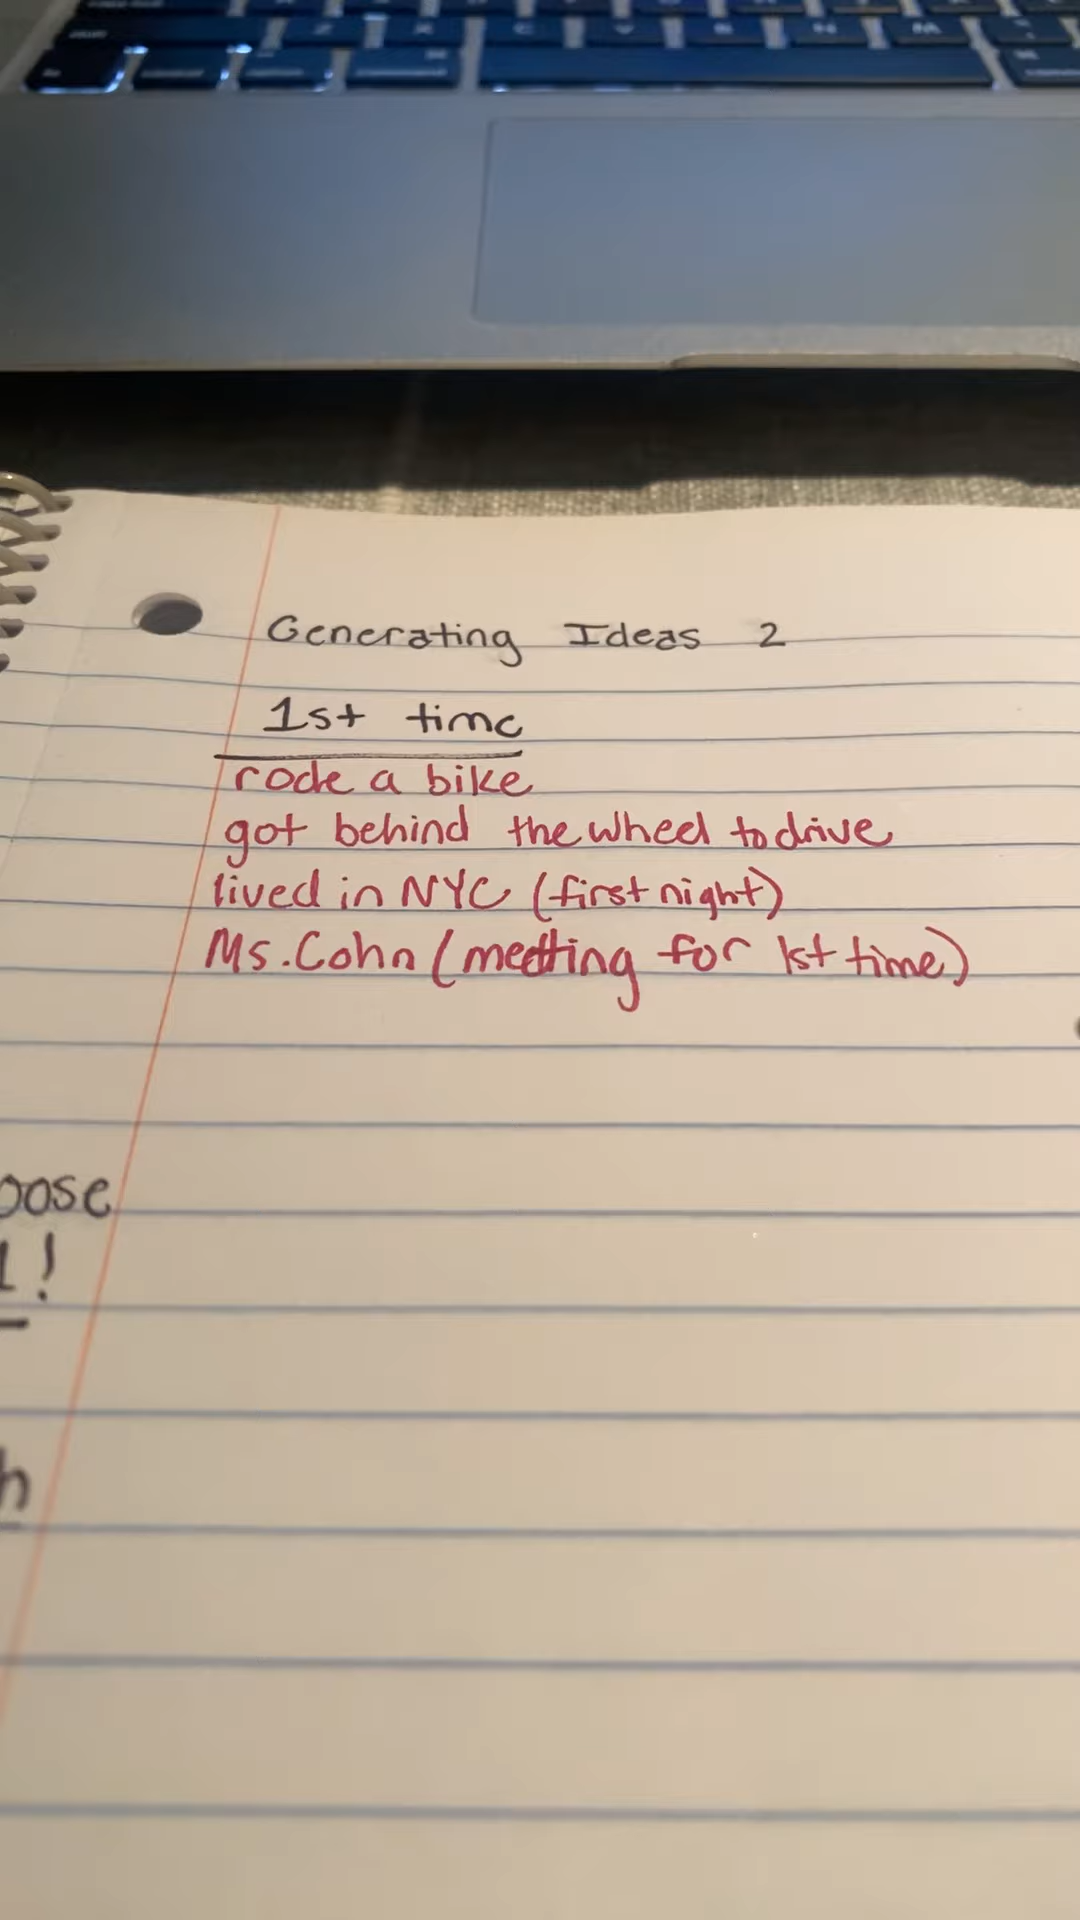 Generating Ideas 2
1st time
rode a bike
got behind the wheel to drive
lived in NYC (first night)
Ms. Cohn (meeting for 1st time)
1!